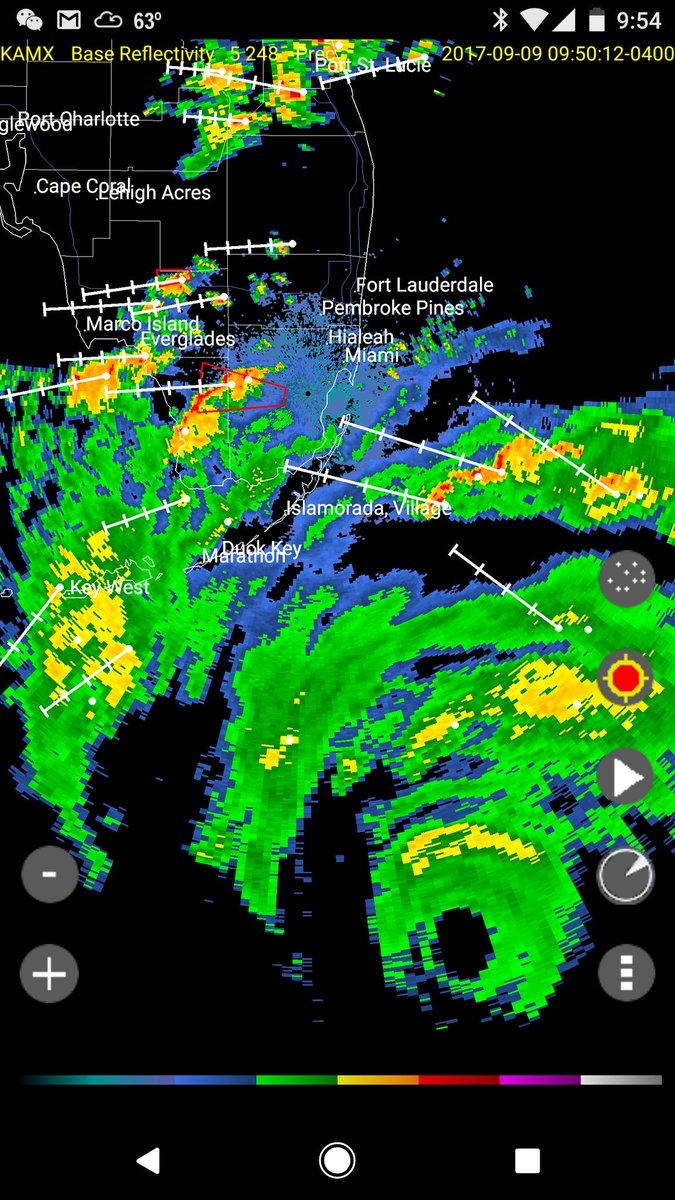 63° 9:54
KAMX Base Reflectivity .5 248 Prec 2017-09-09 09:50:12-0400
Port St. Lucie
Port Charlotte
glewood
Cape Coral
Lehigh Acres
Fort Lauderdale
Pembroke Pines
Marco Island
Everglades
Hialeah
Miami
Islamorada, Village
Duck Key
Marathon
Key West